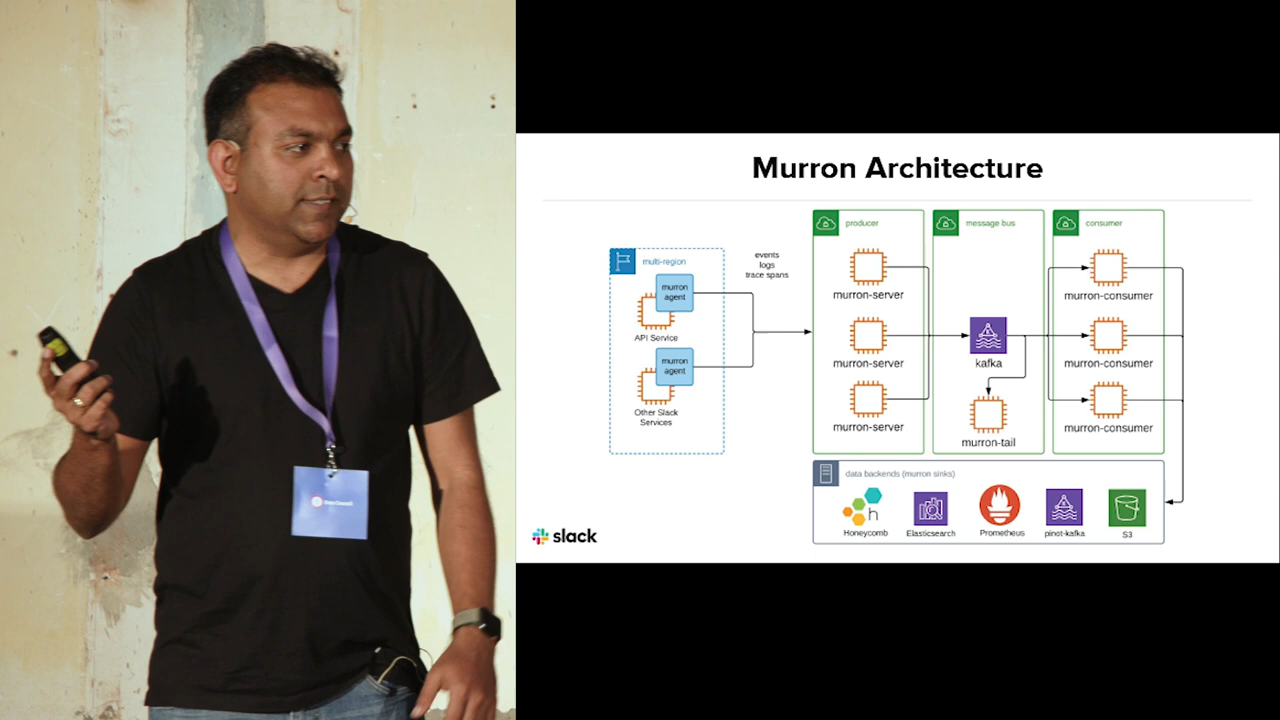 Murron Architecture
multi-region
murron
agent
API Service
murron
agent
Other Slack
Services
events
logs
trace spans
producer
murron-server
murron-server
murron-server
message bus
kafka
murron-tail
consumer
murron-consumer
murron-consumer
murron-consumer
data backends (murron sinks)
h
Honeycomb
Elasticsearch
Prometheus
pinot-kafka
S3
slack